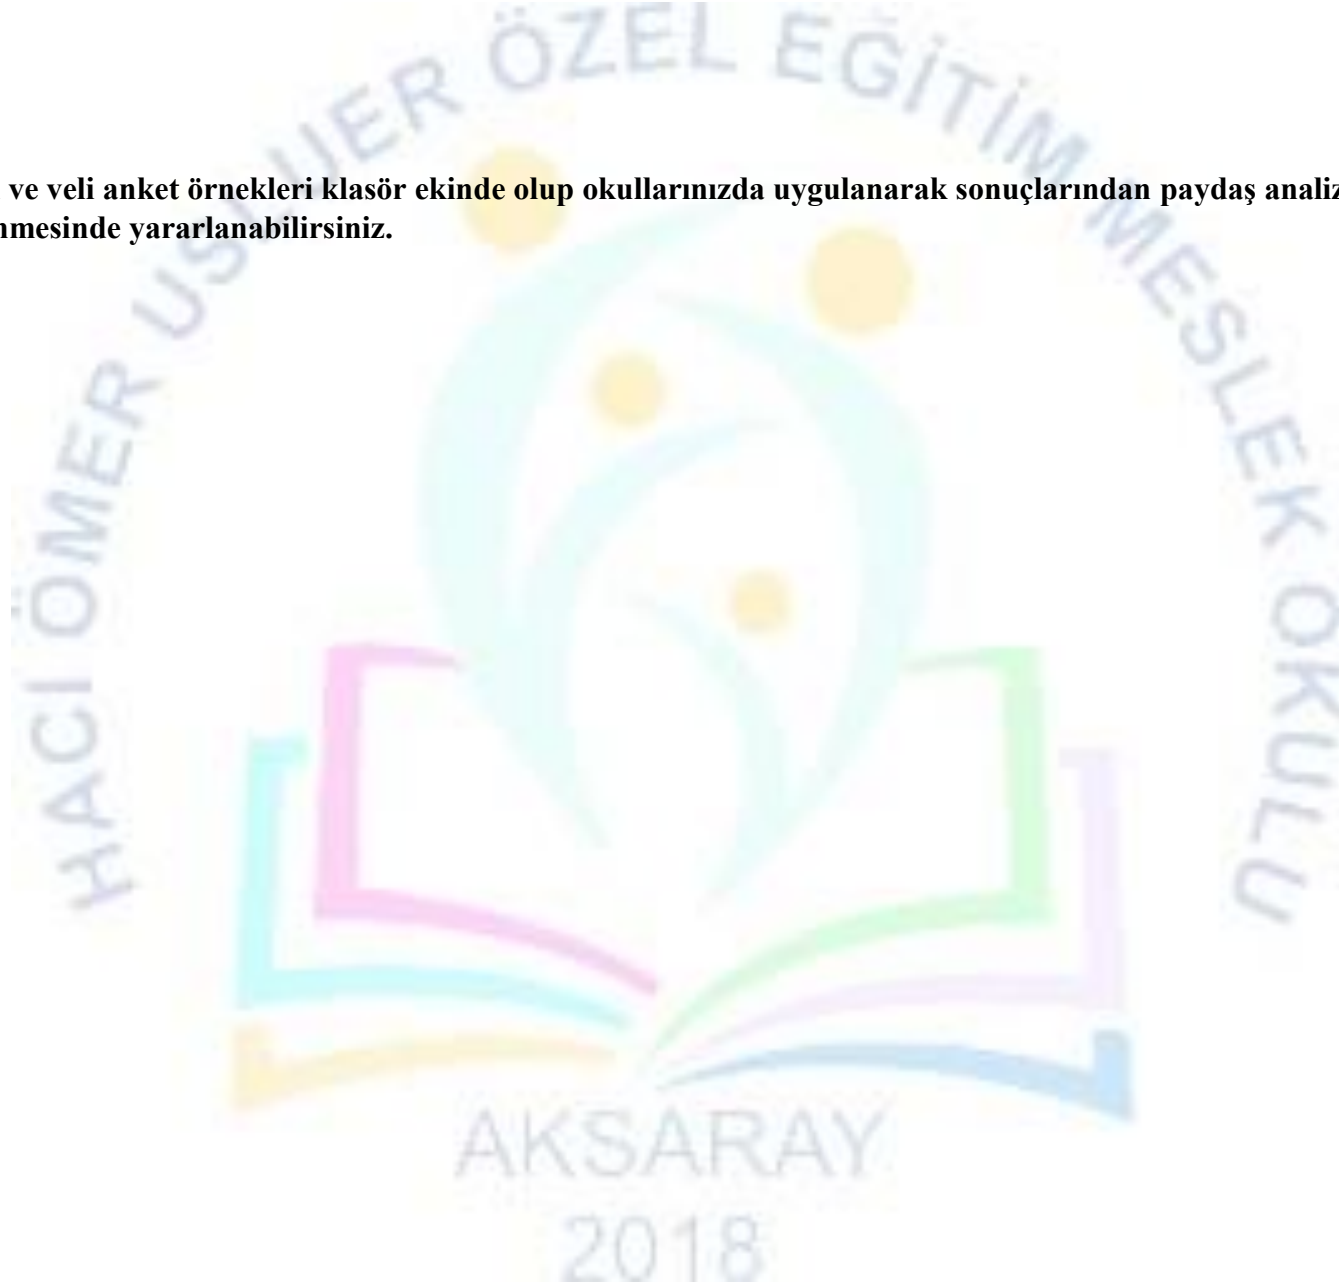 HACI ÖMER USLUER ÖZEL EĞİTİM MESLEK OKULU
ve veli anket örnekleri klasör ekinde olup okullarınızda uygulanarak sonuçlarından paydaş analiz
nmesinde yararlanabilirsiniz.
AKSARAY
2018